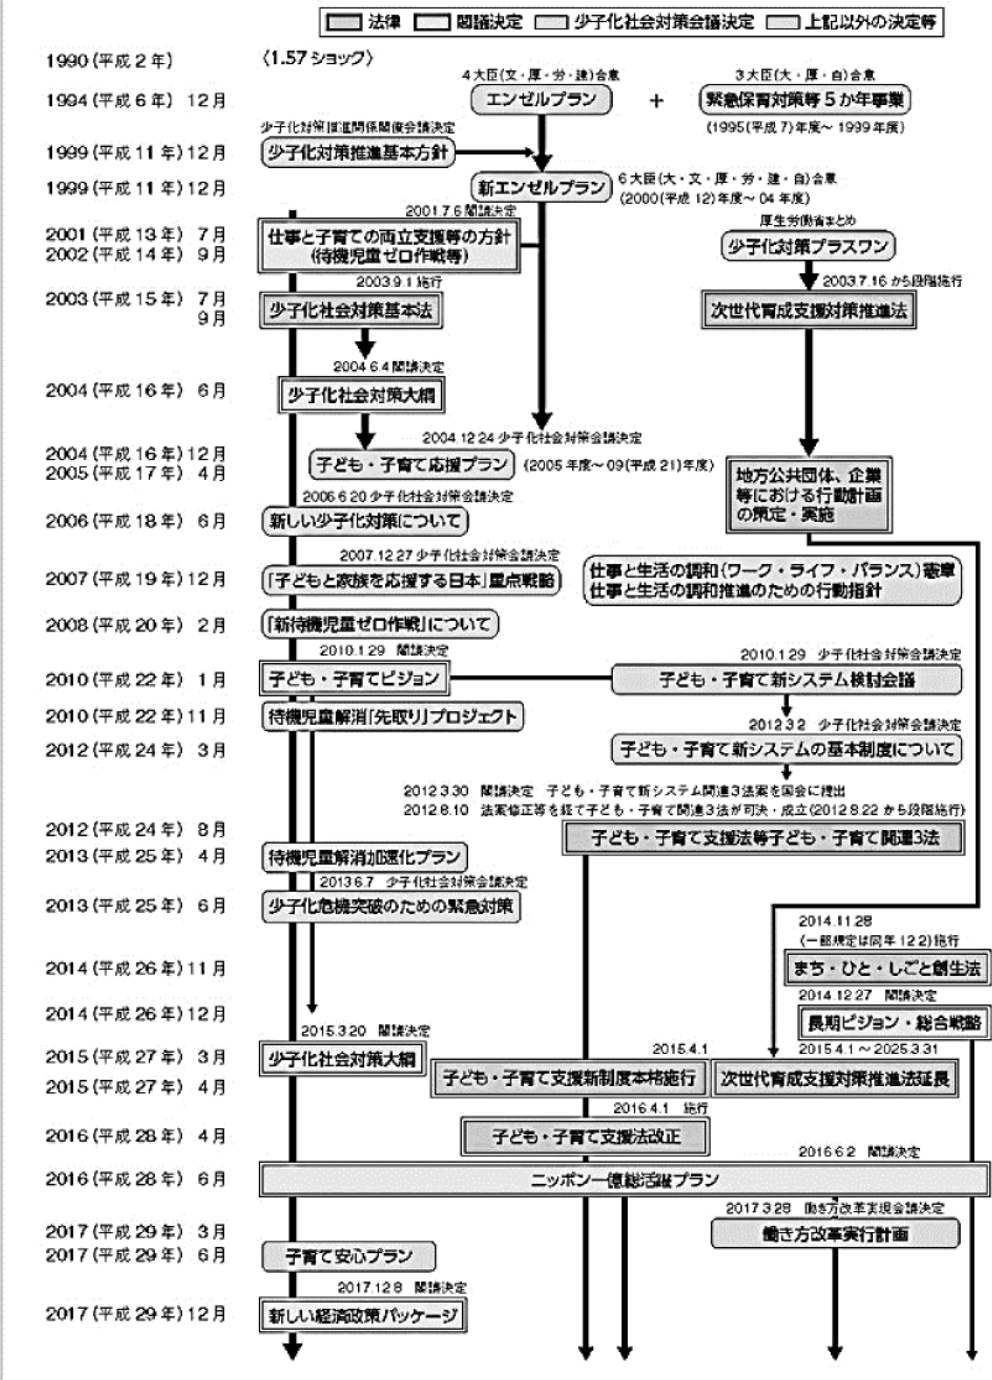 法律 閣議決定 少子化社会対策会議決定 上記以外の決定等
1990(平成2年) 〈1.57ショック〉
4大臣(文・厚・労・建)合意 3大臣(大・厚・自)合意
1994(平成6年) 12月 エンゼルプラン + 緊急保育対策等5か年事業
(1995(平成7)年度～1999年度)
少子化対策推進関係閣僚会議決定
1999(平成11年)12月 少子化対策推進基本方針
1999(平成11年)12月 新エンゼルプラン 6大臣(大・文・厚・労・建・自)合意
(2000(平成12)年度～04年度)
2001.7.6閣議決定 厚生労働省まとめ
2001(平成13年) 7月 仕事と子育ての両立支援等の方針
2002(平成14年) 9月 (待機児童ゼロ作戦等) 少子化対策プラスワン
2003.9.1施行 2003.7.16から段階施行
2003(平成15年) 7月
9月 少子化社会対策基本法 次世代育成支援対策推進法
2004.6.4閣議決定
2004(平成16年) 6月 少子化社会対策大綱
2004.12.24少子化社会対策会議決定
2004(平成16年)12月
2005(平成17年) 4月 子ども・子育て応援プラン (2005年度～09(平成21)年度)
地方公共団体、企業
等における行動計画
の策定・実施
2006.6.20少子化社会対策会議決定
2006(平成18年) 6月 新しい少子化対策について
2007.12.27少子化社会対策会議決定
2007(平成19年)12月 「子どもと家族を応援する日本」重点戦略
仕事と生活の調和(ワーク・ライフ・バランス)憲章
仕事と生活の調和推進のための行動指針
2008(平成20年) 2月 「新待機児童ゼロ作戦」について
2010.1.29 閣議決定 2010.1.29 少子化社会対策会議決定
2010(平成22年) 1月 子ども・子育てビジョン 子ども・子育て新システム検討会議
2010(平成22年)11月 待機児童解消「先取り」プロジェクト
2012.3.2 少子化社会対策会議決定
2012(平成24年) 3月 子ども・子育て新システムの基本制度について
2012.3.30 閣議決定 子ども・子育て新システム関連3法案を国会に提出
2012.8.10 法案修正等を経て子ども・子育て関連3法が可決・成立(2012.8.22から段階施行)
2012(平成24年) 8月 子ども・子育て支援法等子ども・子育て関連3法
2013(平成25年) 4月 待機児童解消加速化プラン
2013.6.7 少子化社会対策会議決定
2013(平成25年) 6月 少子化危機突破のための緊急対策
2014.11.28
(一部規定は同年12.2)施行
2014(平成26年)11月 まち・ひと・しごと創生法
2014.12.27 閣議決定
2014(平成26年)12月 長期ビジョン・総合戦略
2015.3.20 閣議決定
2015(平成27年) 3月 少子化社会対策大綱
2015.4.1 2015.4.1～2025.3.31
2015(平成27年) 4月 子ども・子育て支援新制度本格施行 次世代育成支援対策推進法延長
2016.4.1 施行
2016(平成28年) 4月 子ども・子育て支援法改正
2016.6.2 閣議決定
2016(平成28年) 6月 ニッポン一億総活躍プラン
2017.3.28 働き方改革実現会議決定
2017(平成29年) 3月 働き方改革実行計画
2017(平成29年) 6月 子育て安心プラン
2017.12.8 閣議決定
2017(平成29年)12月 新しい経済政策パッケージ